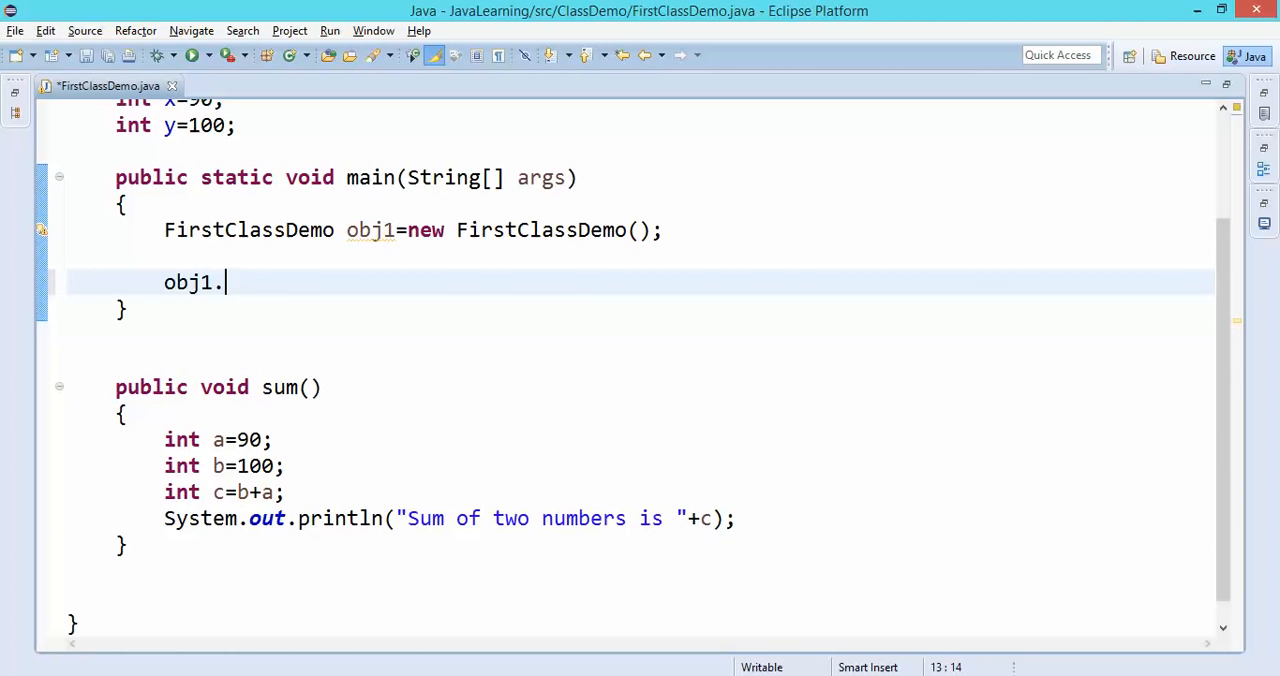 Java - JavaLearning/src/ClassDemo/FirstClassDemo.java - Eclipse Platform
File Edit Source Refactor Navigate Search Project Run Window Help
Quick Access Resource Java
*FirstClassDemo.java
int x=90;
int y=100;
public static void main(String[] args)
{
FirstClassDemo obj1=new FirstClassDemo();
obj1.
}
public void sum()
{
int a=90;
int b=100;
int c=b+a;
System.out.println("Sum of two numbers is "+c);
}
}
Writable Smart Insert 13 : 14